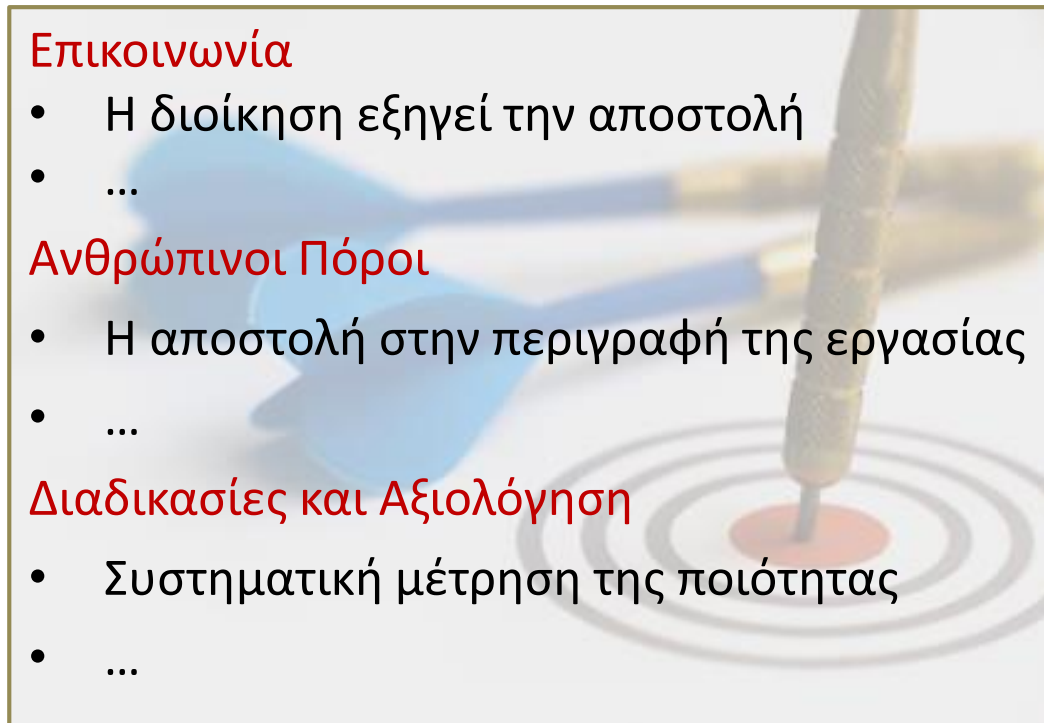 Επικοινωνία
• Η διοίκηση εξηγεί την αποστολή
• ...
Ανθρώπινοι Πόροι
• Η αποστολή στην περιγραφή της εργασίας
• ...
Διαδικασίες και Αξιολόγηση
• Συστηματική μέτρηση της ποιότητας
• ...